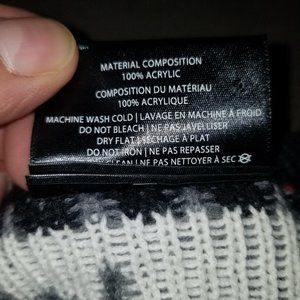 MATERIAL COMPOSITION
100% ACRYLIC
COMPOSITION DU MATÉRIAU
100% ACRYLIQUE
MACHINE WASH COLD | LAVAGE EN MACHINE À FROID
DO NOT BLEACH | NE PAS JAVELLISER
DRY FLAT | SÉCHAGE À PLAT
DO NOT IRON | NE PAS REPASSER
CLEAN | NE PAS NETTOYER À SEC